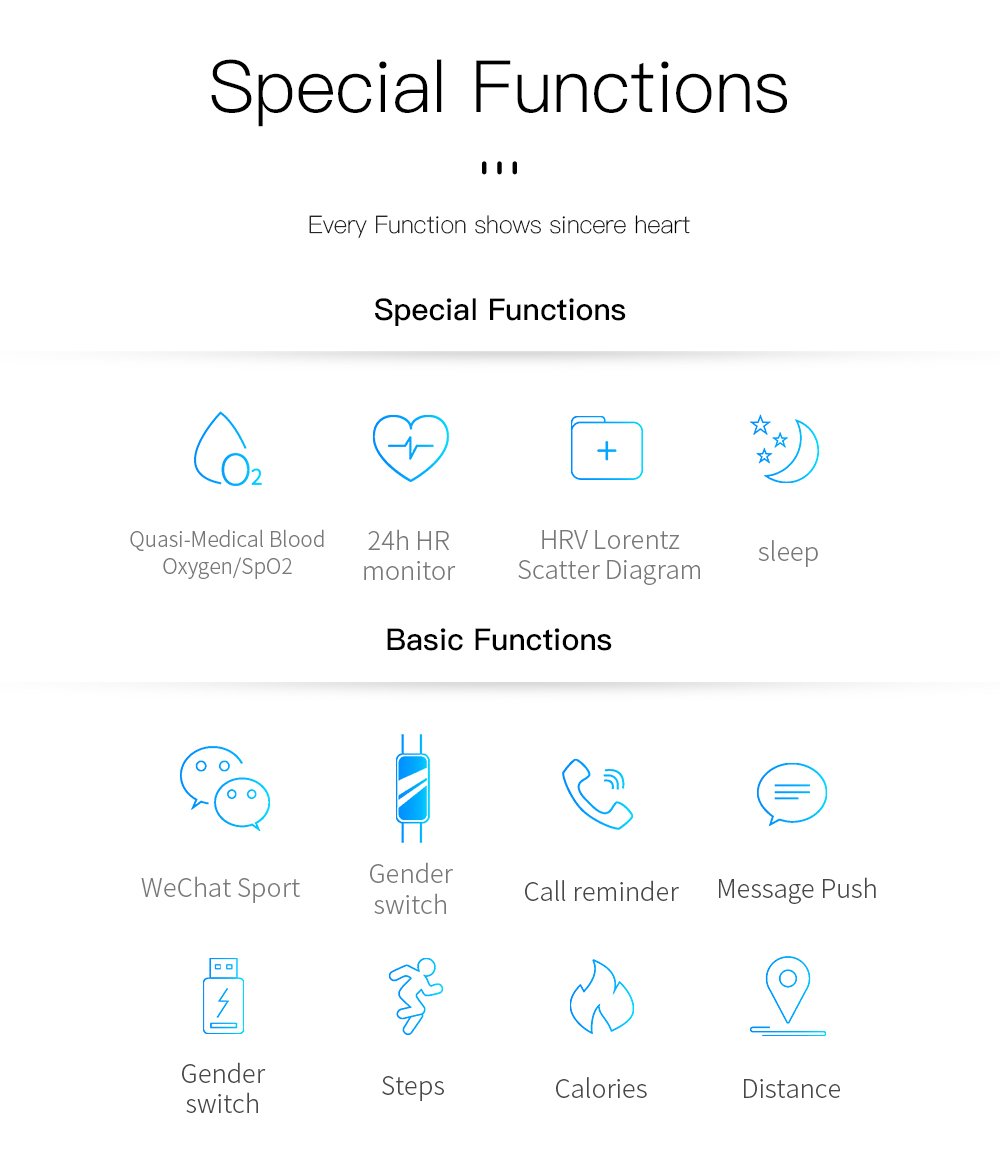 Special Functions
Every Function shows sincere heart
Special Functions
O2
Quasi-Medical Blood
Oxygen/SpO2
24h HR
monitor
HRV Lorentz
Scatter Diagram
sleep
Basic Functions
WeChat Sport
Gender
switch
Call reminder
Message Push
Gender
switch
Steps
Calories
Distance